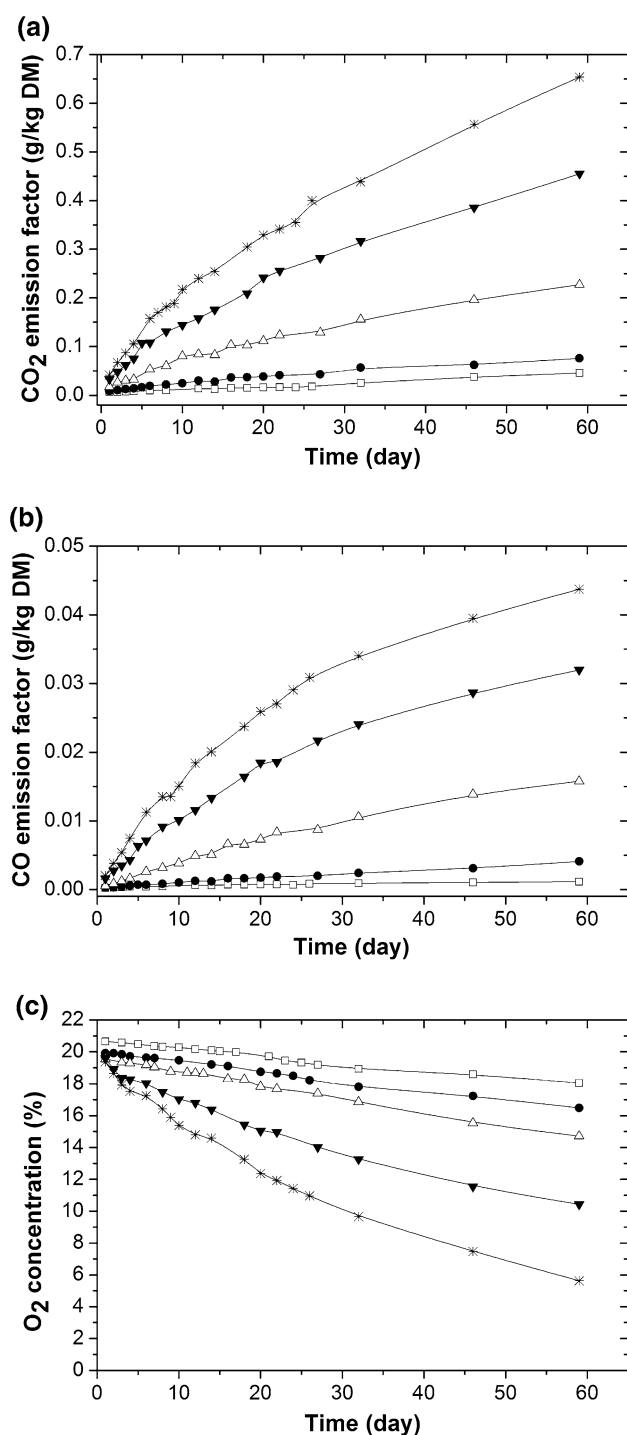 (a)
0.7
0.6
0.5
0.4
0.3
0.2
0.1
0.0
CO2 emission factor (g/kg DM)
0 10 20 30 40 50 60
Time (day)
(b)
0.05
0.04
0.03
0.02
0.01
0.00
CO emission factor (g/kg DM)
0 10 20 30 40 50 60
Time (day)
(c)
22
20
18
16
14
12
10
8
6
4
2
0
O2 concentration (%)
0 10 20 30 40 50 60
Time (day)